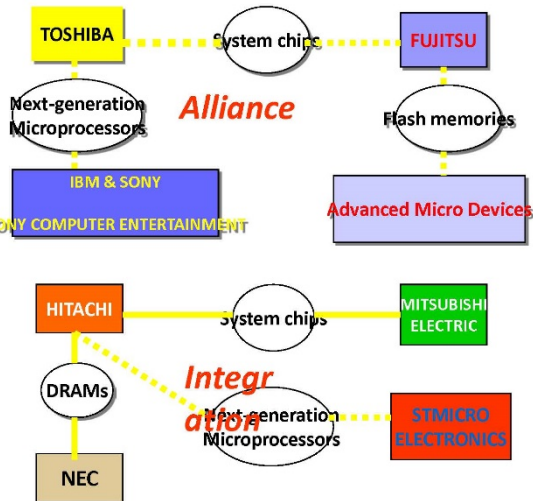 TOSHIBA
System chips
FUJITSU
Next-generation
Microprocessors
Alliance
Flash memories
IBM & SONY
SONY COMPUTER ENTERTAINMENT
Advanced Micro Devices
HITACHI
System chips
MITSUBISHI
ELECTRIC
DRAMs
Integr
ation
Next-generation
Microprocessors
STMICRO
ELECTRONICS
NEC